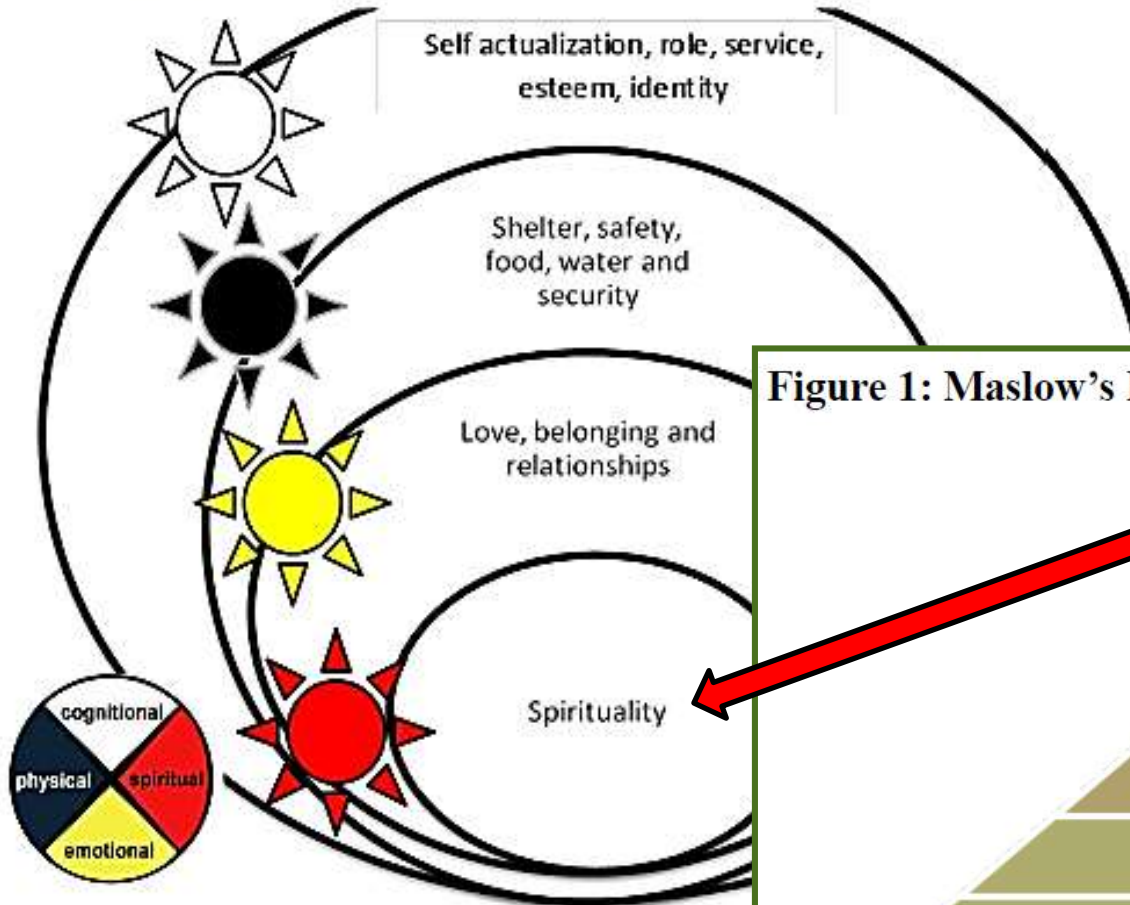 Self actualization, role, service,
esteem, identity
Shelter, safety,
food, water and
security
Love, belonging and
relationships
Spirituality
Figure 1: Maslow's
cognitional
physical
spiritual
emotional